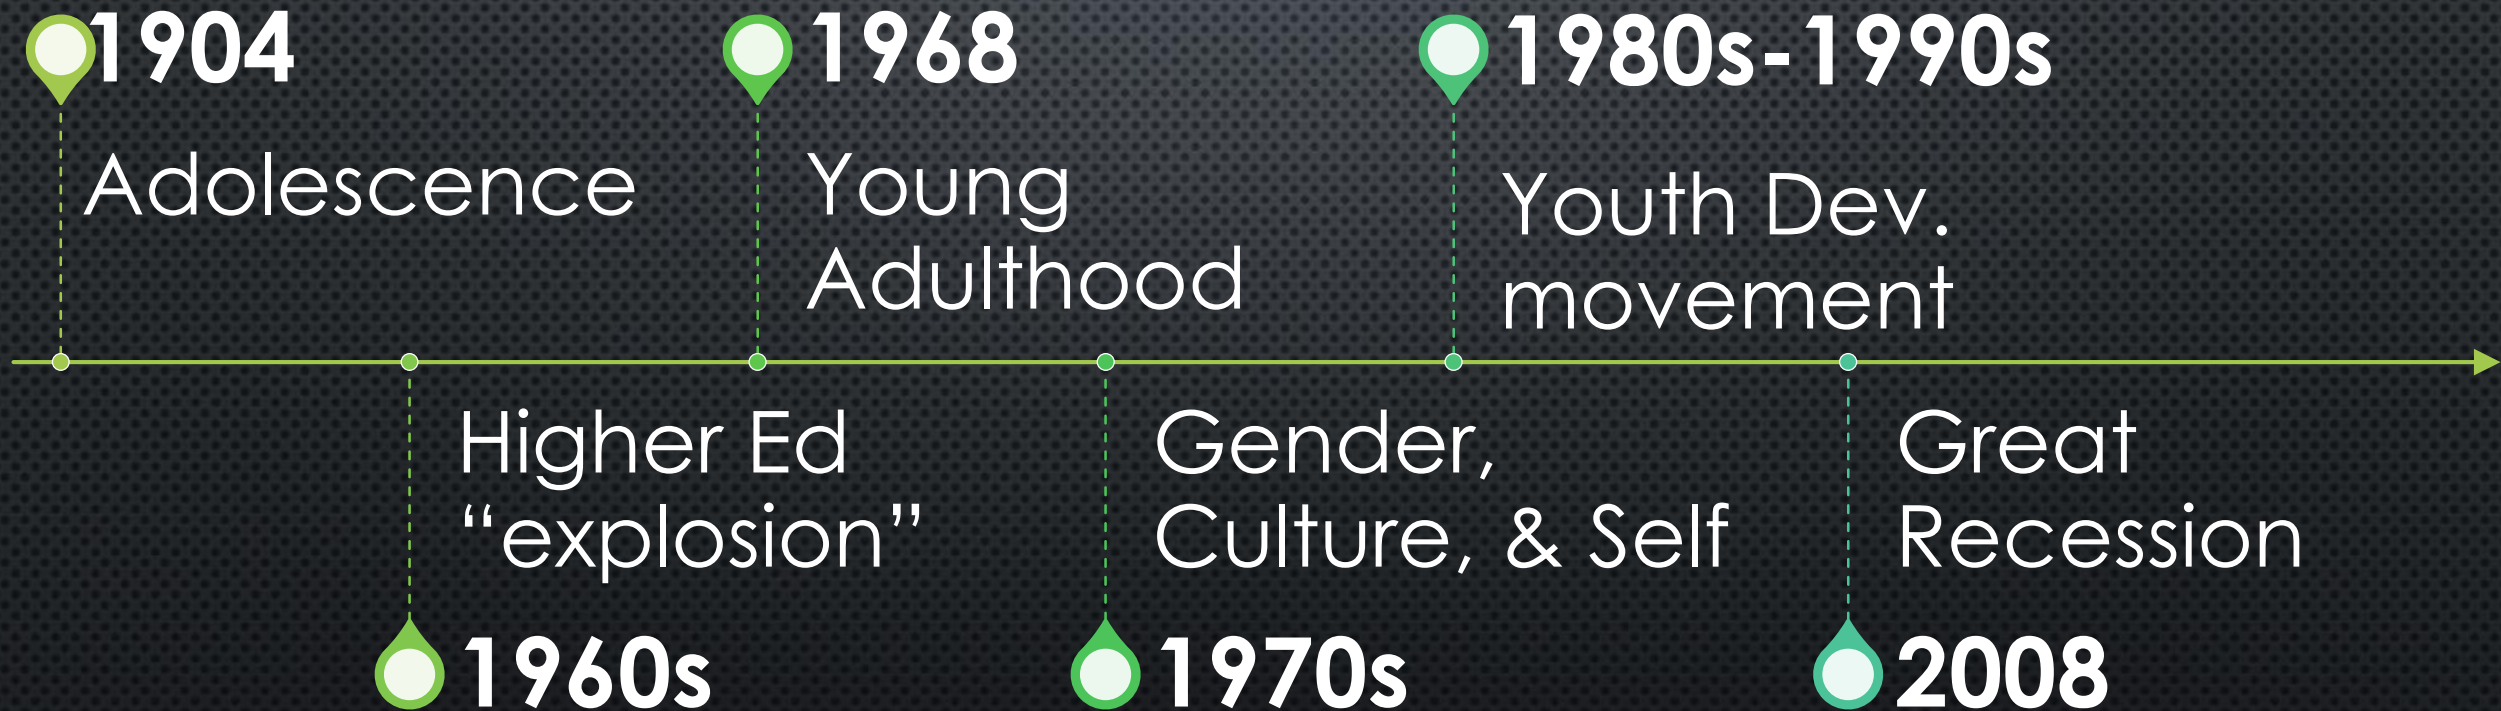 1904
Adolescence
Higher Ed
“explosion”
1960s
1968
Young
Adulthood
Gender,
Culture, & Self
1970s
1980s-1990s
Youth Dev.
movement
Great
Recession
2008